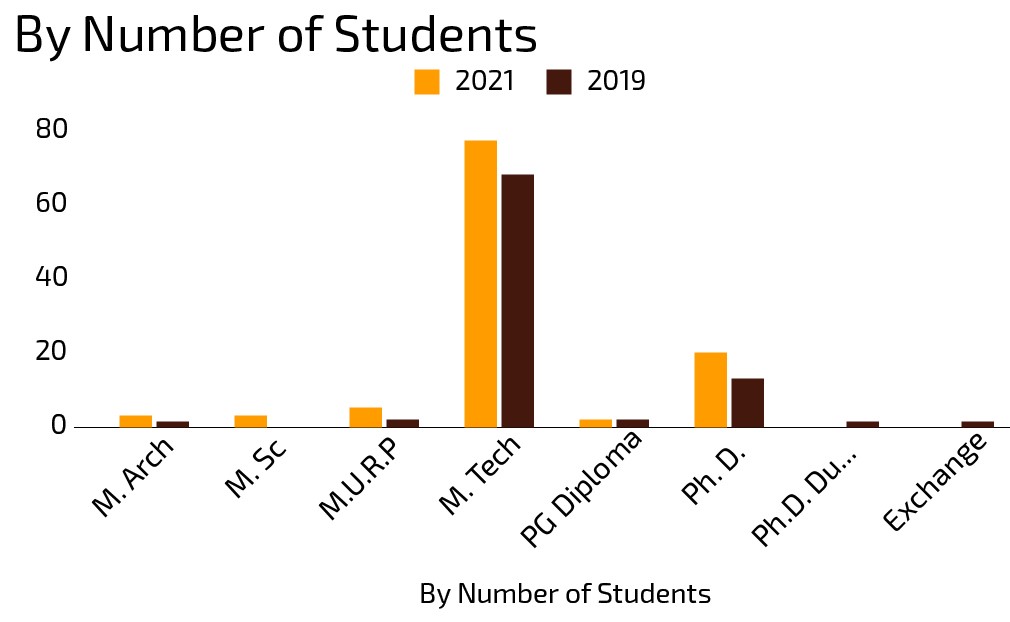 By Number of Students
2021 2019
80
60
40
20
0
M. Arch
M. Sc
M.U.R.P
M. Tech
PG Diploma
Ph. D.
Ph.D. Du...
Exchange
By Number of Students